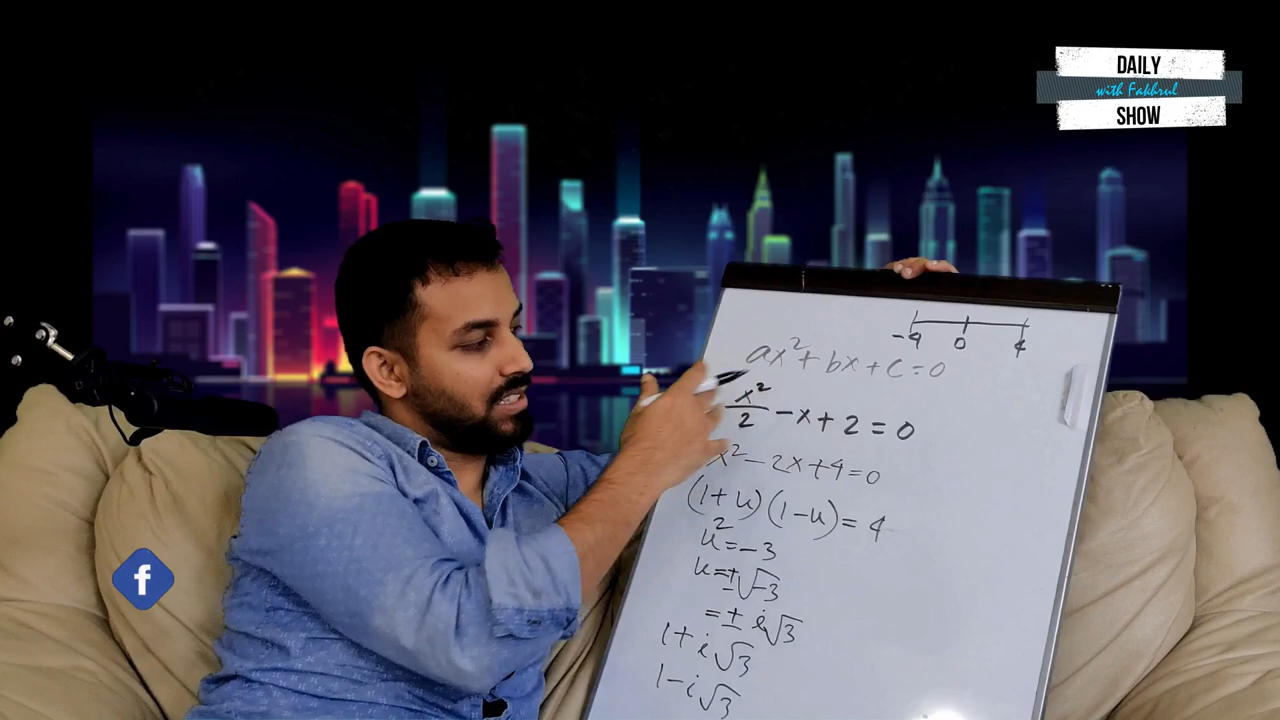 DAILY
with Fakhrul
SHOW
-4 0 4
ax²+bx+c=0
x²/2 -x+2=0
x²-2x+4=0
(1+u)(1-u)=4
u²=-3
u=±√-3
=± i√3
1+i√3
1-i√3
f